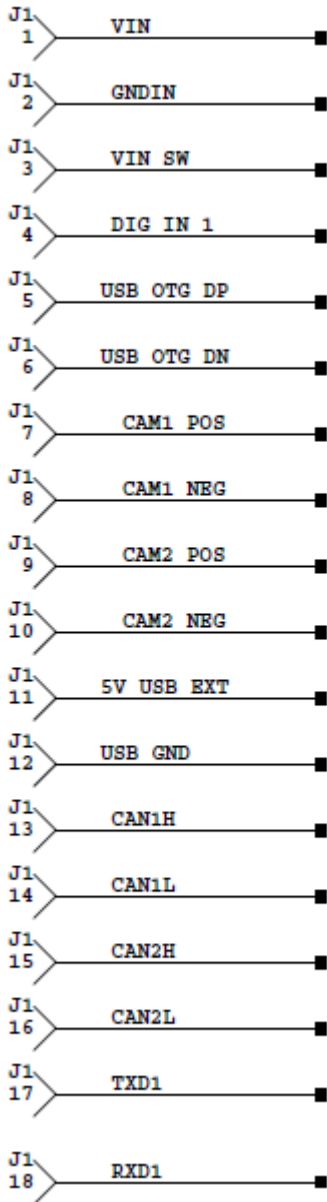 J1
1 VIN
J1
2 GNDIN
J1
3 VIN SW
J1
4 DIG IN 1
J1
5 USB OTG DP
J1
6 USB OTG DN
J1
7 CAM1 POS
J1
8 CAM1 NEG
J1
9 CAM2 POS
J1
10 CAM2 NEG
J1
11 5V USB EXT
J1
12 USB GND
J1
13 CAN1H
J1
14 CAN1L
J1
15 CAN2H
J1
16 CAN2L
J1
17 TXD1
J1
18 RXD1